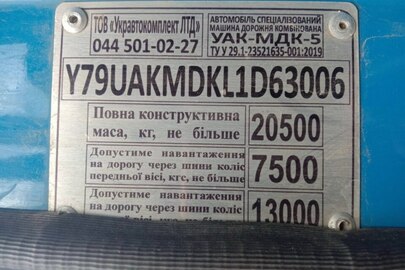 ТОВ «Укравтокомплект ЛТД»
044 501-02-27
АВТОМОБІЛЬ СПЕЦІАЛІЗОВАНИЙ
МАШИНА ДОРОЖНЯ КОМБІНОВАНА
УАК-МДК-5
ТУ У 29.1-23521635-001:2019
Y79UAKMDKL1D63006
Повна конструктивна
маса, кг, не більше
20500
Допустиме навантаження
на дорогу через шини коліс
передньої вісі, кгс, не більше
7500
Допустиме навантаження
на дорогу через шини коліс
13000